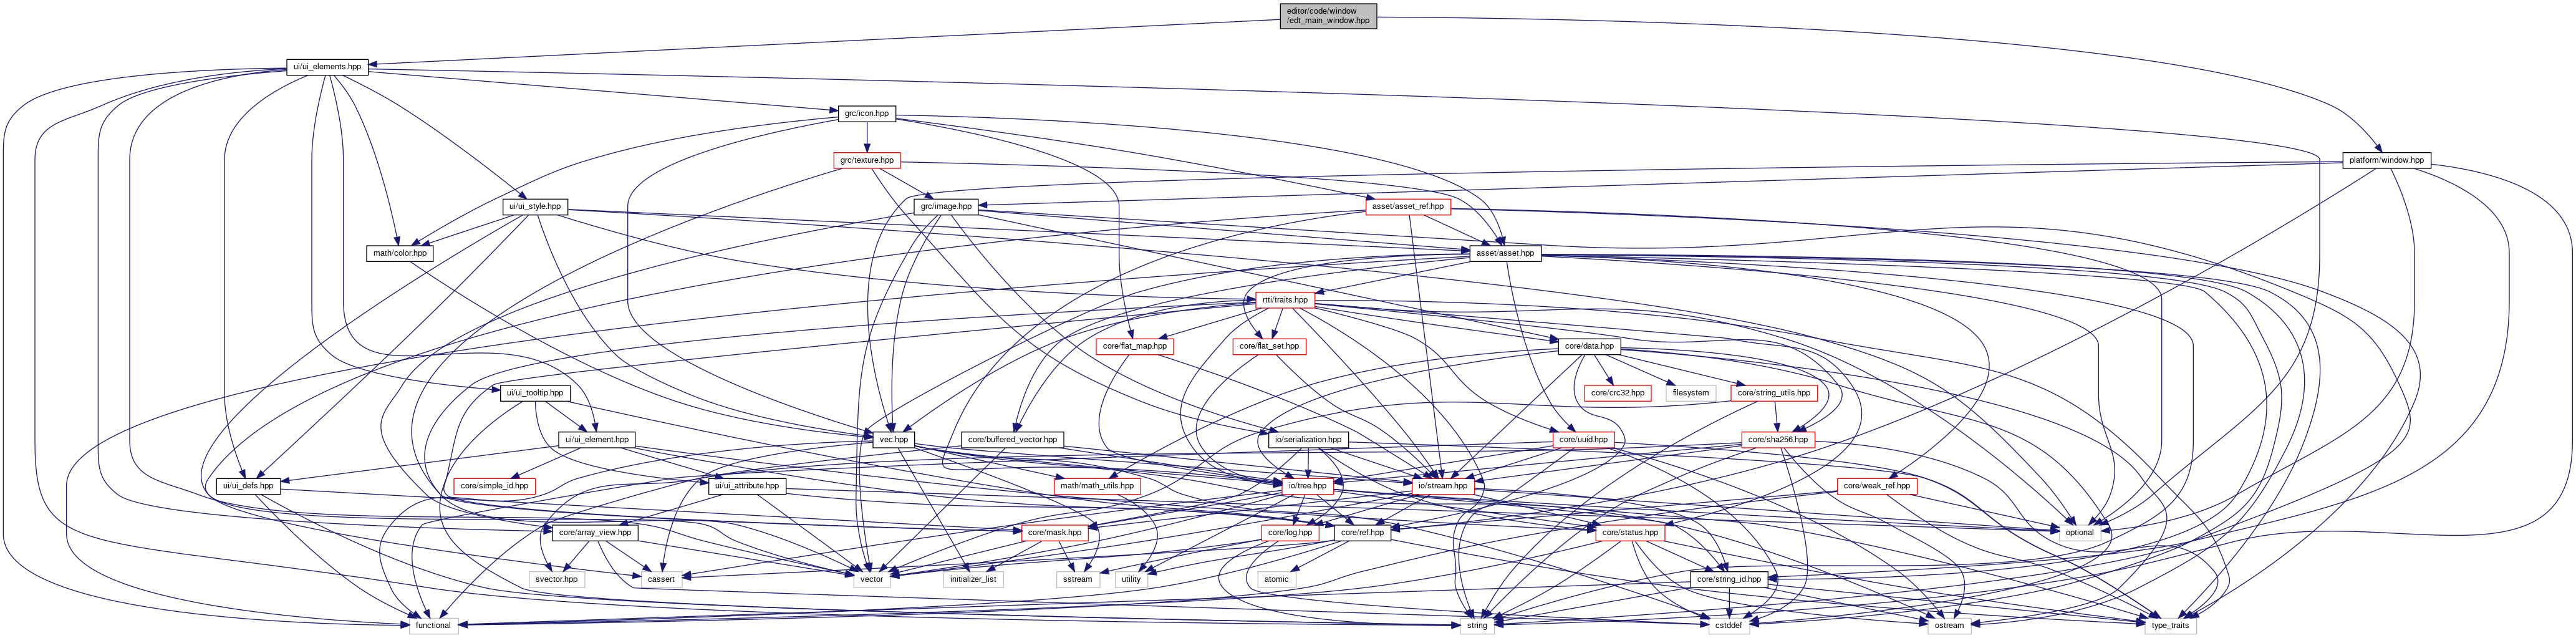 editor/code/window
/edt_main_window.hpp
ui/ui_elements.hpp
grc/icon.hpp
grc/texture.hpp
platform/window.hpp
ui/ui_style.hpp
grc/image.hpp
asset/asset_ref.hpp
math/color.hpp
asset/asset.hpp
rtti/traits.hpp
core/flat_map.hpp
core/flat_set.hpp
core/data.hpp
ui/ui_tooltip.hpp
core/crc32.hpp
filesystem
core/string_utils.hpp
ui/ui_element.hpp
vec.hpp
core/buffered_vector.hpp
io/serialization.hpp
core/uuid.hpp
core/sha256.hpp
ui/ui_defs.hpp
core/simple_id.hpp
ui/ui_attribute.hpp
math/math_utils.hpp
io/tree.hpp
io/stream.hpp
core/weak_ref.hpp
core/array_view.hpp
core/mask.hpp
core/log.hpp
core/ref.hpp
core/status.hpp
optional
svector.hpp
cassert
vector
initializer_list
sstream
utility
atomic
core/string_id.hpp
functional
string
cstddef
ostream
type_traits